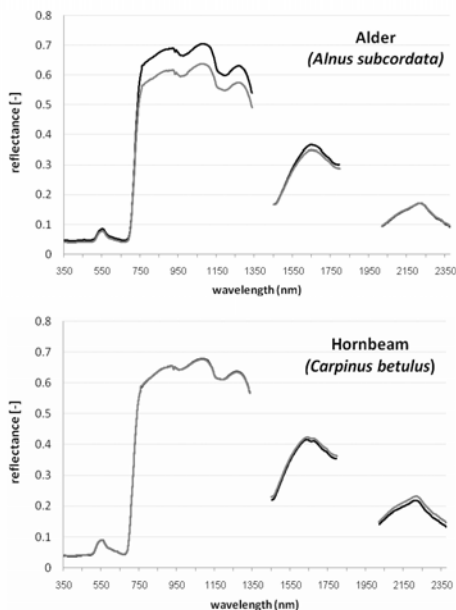 0.8
0.7
0.6
0.5
0.4
0.3
0.2
0.1
0
reflectance [-]
Alder
(Alnus subcordata)
350 550 750 950 1150 1350 1550 1750 1950 2150 2350
wavelength (nm)
0.8
0.7
0.6
0.5
0.4
0.3
0.2
0.1
0
reflectance [-]
Hornbeam
(Carpinus betulus)
350 550 750 950 1150 1350 1550 1750 1950 2150 2350
wavelength (nm)